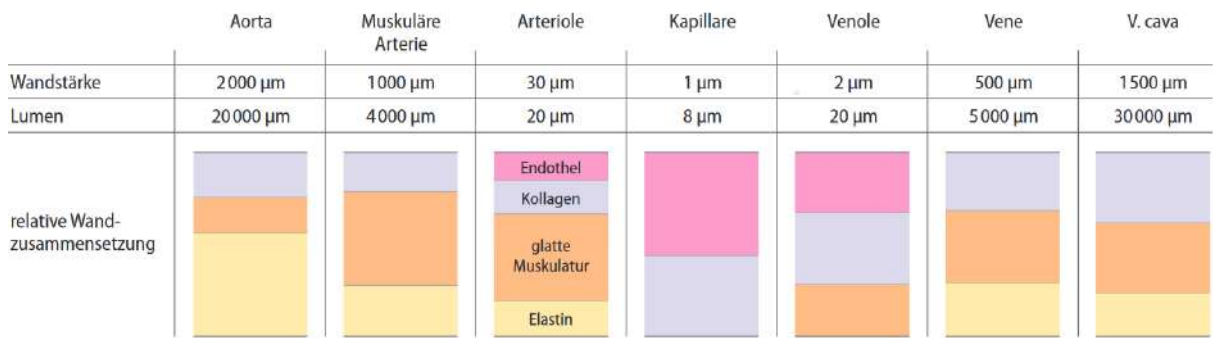 Aorta Muskuläre Arterie Arteriole Kapillare Venole Vene V. cava
Wandstärke 2000 µm 1000 µm 30 µm 1 µm 2 µm 500 µm 1500 µm
Lumen 20000 µm 4000 µm 20 µm 8 µm 20 µm 5000 µm 30000 µm
relative Wand-
zusammensetzung
Endothel
Kollagen
glatte
Muskulatur
Elastin